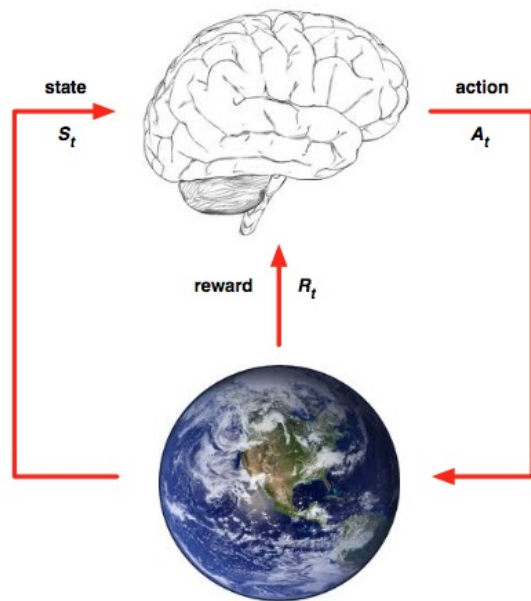 state
S_t
action
A_t
reward
R_t